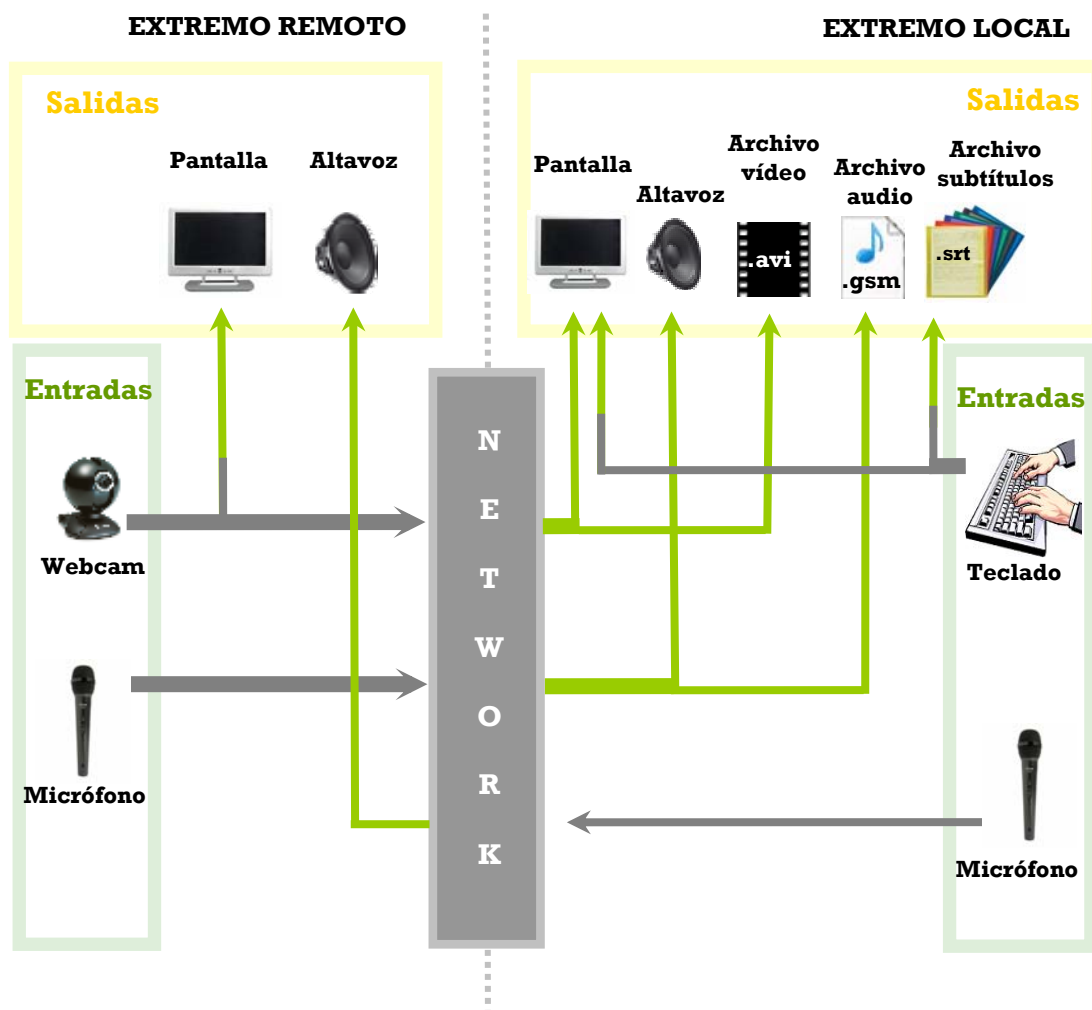 EXTREMO REMOTO
EXTREMO LOCAL
Salidas
Pantalla
Altavoz
Salidas
Pantalla
Altavoz
Archivo
vídeo
.avi
Archivo
audio
.gsm
Archivo
subtítulos
.srt
Entradas
Webcam
Micrófono
N
E
T
W
O
R
K
Entradas
Teclado
Micrófono